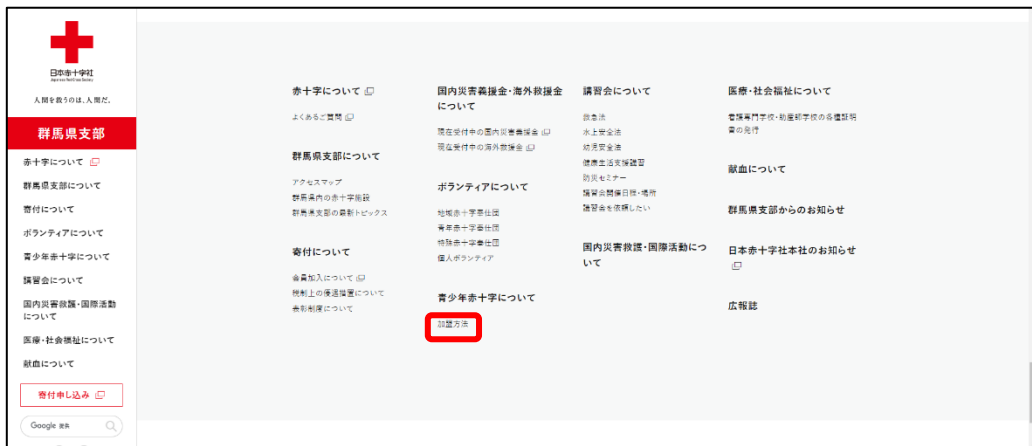 日本赤十字社
Japanese Red Cross Society
人間を救うのは、人間だ。
群馬県支部
赤十字について
群馬県支部について
寄付について
ボランティアについて
青少年赤十字について
講習会について
国内災害救護・国際活動
について
医療・社会福祉について
献血について
寄付申し込み
Google 提供
赤十字について
よくあるご質問
群馬県支部について
アクセスマップ
群馬県内の赤十字施設
群馬県支部の最新トピックス
寄付について
会員加入について
税制上の優遇措置について
表彰制度について
国内災害義援金・海外救援金
について
現在受付中の国内災害義援金
現在受付中の海外救援金
ボランティアについて
地域赤十字奉仕団
青年赤十字奉仕団
特殊赤十字奉仕団
個人ボランティア
青少年赤十字について
加盟方法
講習会について
救急法
水上安全法
幼児安全法
健康生活支援講習
防災セミナー
講習会開催日程・場所
講習会を依頼したい
国内災害救護・国際活動につ
いて
医療・社会福祉について
看護専門学校・助産師学校の各種証明
書の発行
献血について
群馬県支部からのお知らせ
日本赤十字社本社のお知らせ
広報誌